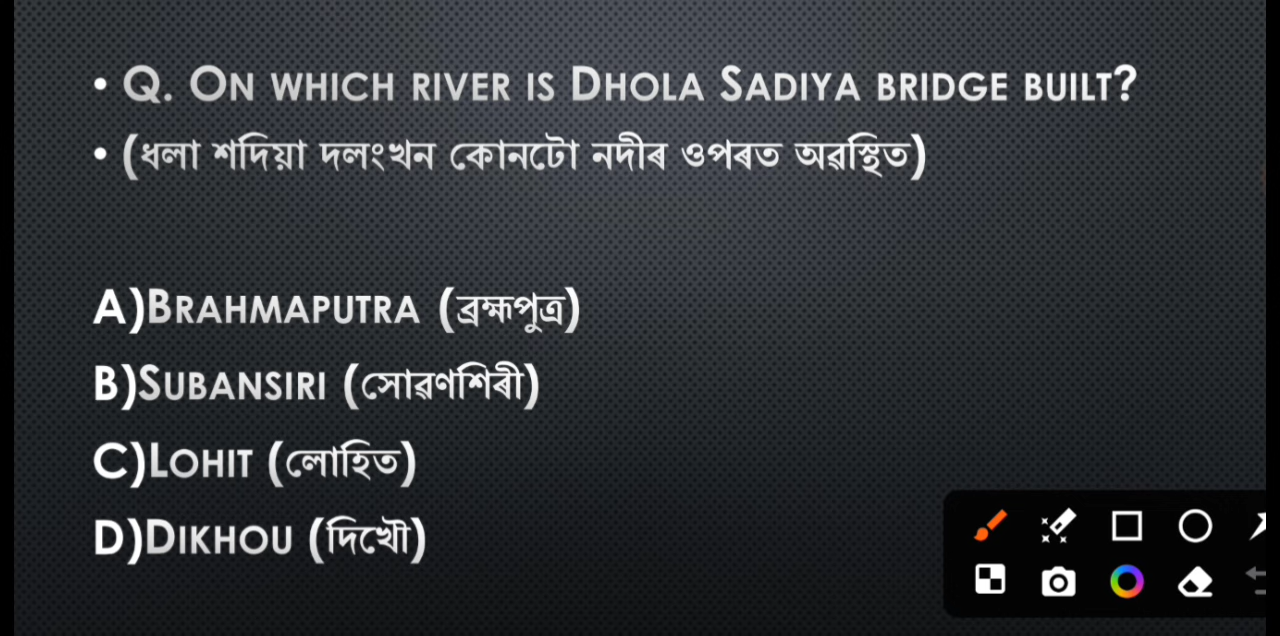 • Q. On which river is Dhola Sadiya bridge built?
• (ধলা শদিয়া দলংখন কোনটো নদীৰ ওপৰত অৱস্থিত)
A)Brahmaputra (ব্ৰহ্মপুত্ৰ)
B)Subansiri (সোৱণশিৰী)
C)Lohit (লোহিত)
D)Dikhou (দিখৌ)